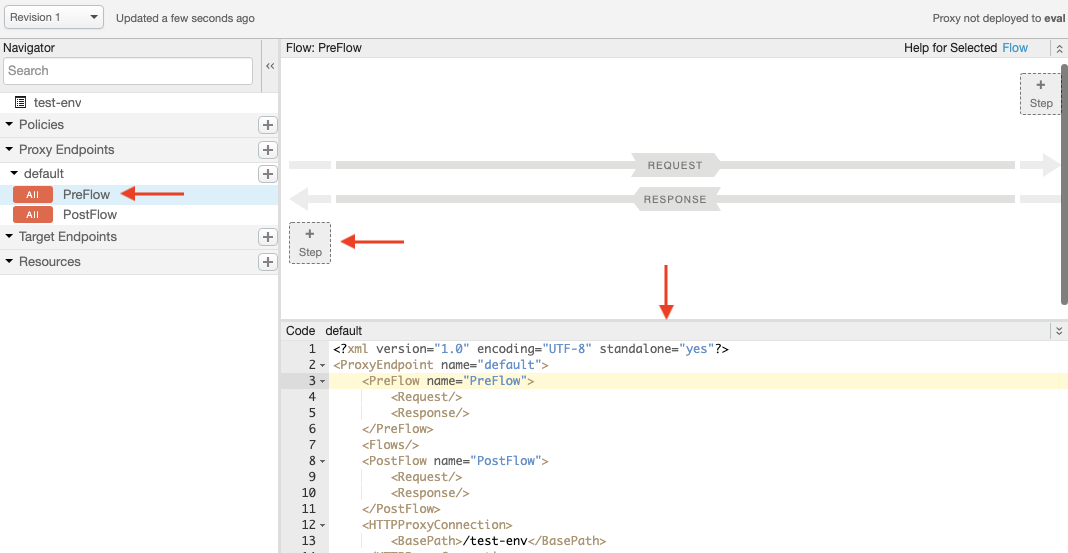 Revision 1 Updated a few seconds ago Proxy not deployed to eval
Navigator
Search
test-env
Policies
Proxy Endpoints
default
All PreFlow
All PostFlow
Target Endpoints
Resources
Flow: PreFlow Help for Selected Flow
+
Step
REQUEST
RESPONSE
+
Step
Code default
1 <?xml version="1.0" encoding="UTF-8" standalone="yes"?>
2 <ProxyEndpoint name="default">
3 <PreFlow name="PreFlow">
4 <Request/>
5 <Response/>
6 </PreFlow>
7 <Flows/>
8 <PostFlow name="PostFlow">
9 <Request/>
10 <Response/>
11 </PostFlow>
12 <HTTPProxyConnection>
13 <BasePath>/test-env</BasePath>